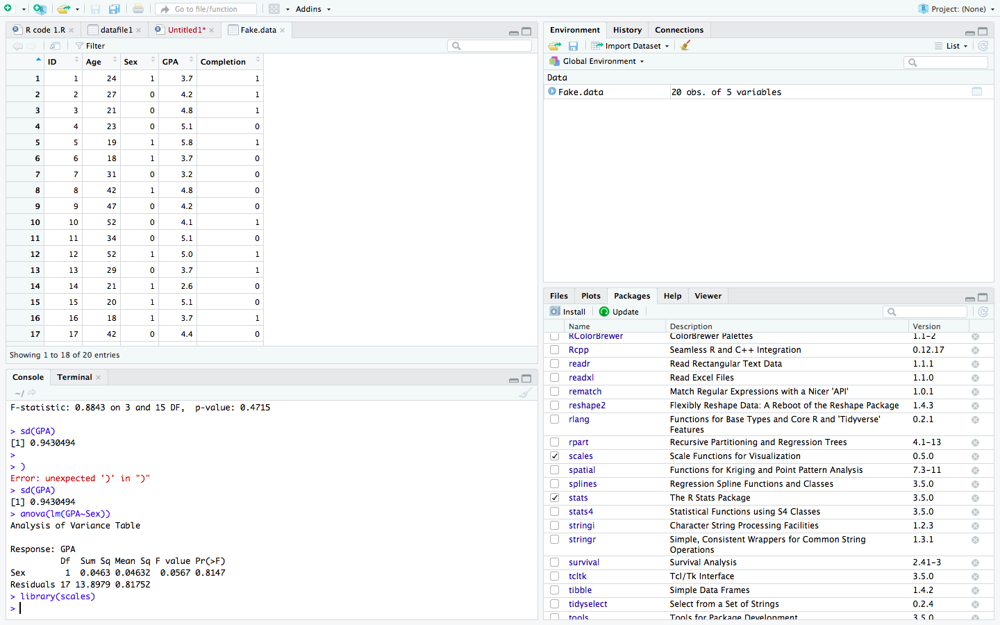 Go to file/function
Addins
Project: (None)
R code 1.R
datafile1
Untitled1*
Fake.data
Filter
ID Age Sex GPA Completion
1 1 24 1 3.7 1
2 2 27 0 4.2 1
3 3 21 0 4.8 1
4 4 23 0 5.1 0
5 5 19 1 5.8 1
6 6 18 1 3.7 0
7 7 31 0 3.2 0
8 8 42 1 4.8 0
9 9 47 0 4.2 0
10 10 52 0 4.1 1
11 11 34 0 5.1 0
12 12 52 1 5.0 1
13 13 29 0 3.7 1
14 14 21 1 2.6 0
15 15 20 1 5.1 0
16 16 18 1 3.7 1
17 17 42 0 4.4 0
Showing 1 to 18 of 20 entries
Console
Terminal
~/
F-statistic: 0.8843 on 3 and 15 DF,  p-value: 0.4715
> sd(GPA)
[1] 0.9430494
>
> )
Error: unexpected ')' in ")"
> sd(GPA)
[1] 0.9430494
> anova(lm(GPA~Sex))
Analysis of Variance Table
Response: GPA
Df  Sum Sq Mean Sq F value Pr(>F)
Sex        1  0.0463 0.04632  0.0567 0.8147
Residuals 17 13.8979 0.81752
> library(scales)
>
Environment
History
Connections
Import Dataset
List
Global Environment
Data
Fake.data 20 obs. of 5 variables
Files
Plots
Packages
Help
Viewer
Install
Update
Name Description Version
RColorBrewer ColorBrewer Palettes 1.1-2
Rcpp Seamless R and C++ Integration 0.12.17
readr Read Rectangular Text Data 1.1.1
readxl Read Excel Files 1.1.0
rematch Match Regular Expressions with a Nicer 'API' 1.0.1
reshape2 Flexibly Reshape Data: A Reboot of the Reshape Package 1.4.3
rlang Functions for Base Types and Core R and 'Tidyverse' 0.2.1
Features
rpart Recursive Partitioning and Regression Trees 4.1-13
scales Scale Functions for Visualization 0.5.0
spatial Functions for Kriging and Point Pattern Analysis 7.3-11
splines Regression Spline Functions and Classes 3.5.0
stats The R Stats Package 3.5.0
stats4 Statistical Functions using S4 Classes 3.5.0
stringi Character String Processing Facilities 1.2.3
stringr Simple, Consistent Wrappers for Common String 1.3.1
Operations
survival Survival Analysis 2.41-3
tcltk Tcl/Tk Interface 3.5.0
tibble Simple Data Frames 1.4.2
tidyselect Select from a Set of Strings 0.2.4
tools Tools for Package Development 3.5.0